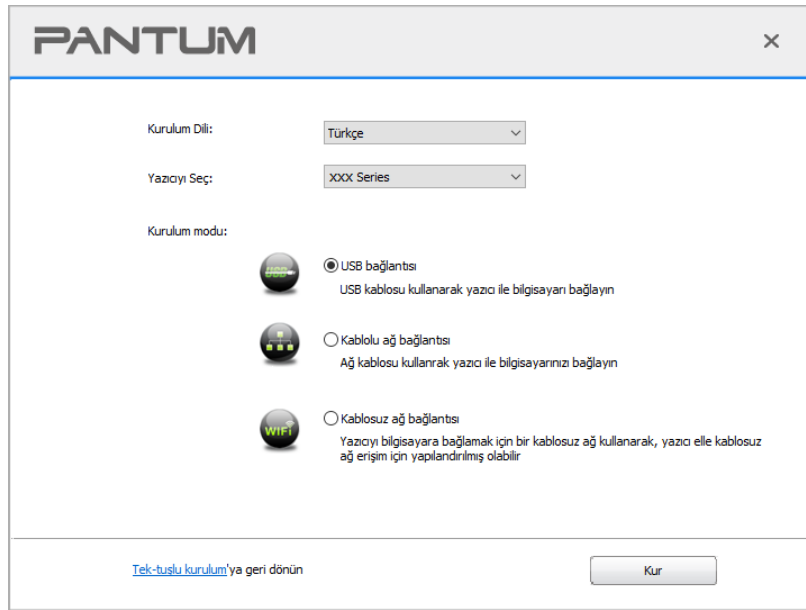 PANTUM
Kurulum Dili:
Türkçe
Yazıcıyı Seç:
XXX Series
Kurulum modu:
USB
USB bağlantısı
USB kablosu kullanarak yazıcı ile bilgisayarı bağlayın
Kablolu ağ bağlantısı
Ağ kablosu kullanrak yazıcı ile bilgisayarınızı bağlayın
WiFi
Kablosuz ağ bağlantısı
Yazıcıyı bilgisayara bağlamak için bir kablosuz ağ kullanarak, yazıcı elle kablosuz
ağ erişim için yapılandırılmış olabilir
Tek-tuşlu kurulum'ya geri dönün
Kur